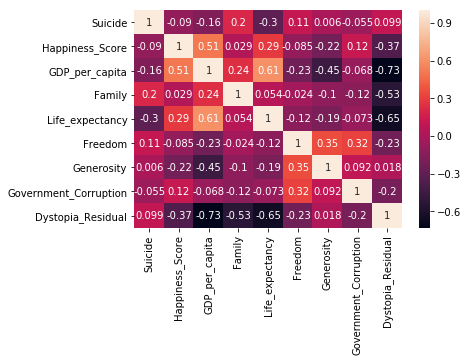 Suicide 1 -0.09 -0.16 0.2 -0.3 0.11 0.006 -0.055 0.099
Happiness_Score -0.09 1 0.51 0.029 0.29 -0.085 -0.22 0.12 -0.37
GDP_per_capita -0.16 0.51 1 0.24 0.61 -0.23 -0.45 -0.068 -0.73
Family 0.2 0.029 0.24 1 0.054 -0.024 -0.1 -0.12 -0.53
Life_expectancy -0.3 0.29 0.61 0.054 1 -0.12 -0.19 -0.073 -0.65
Freedom 0.11 -0.085 -0.23 -0.024 -0.12 1 0.35 0.32 -0.23
Generosity 0.006 -0.22 -0.45 -0.1 -0.19 0.35 1 0.092 0.018
Government_Corruption -0.055 0.12 -0.068 -0.12 -0.073 0.32 0.092 1 -0.2
Dystopia_Residual 0.099 -0.37 -0.73 -0.53 -0.65 -0.23 0.018 -0.2 1
Suicide
Happiness_Score
GDP_per_capita
Family
Life_expectancy
Freedom
Generosity
Government_Corruption
Dystopia_Residual
0.9
0.6
0.3
0.0
−0.3
−0.6